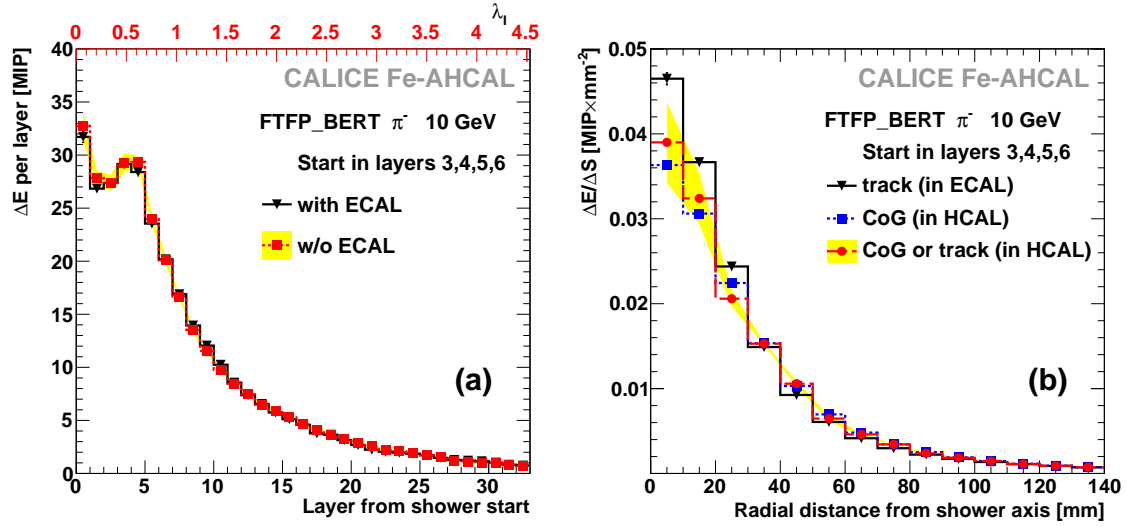 λI
0 0.5 1 1.5 2 2.5 3 3.5 4 4.5
ΔE per layer [MIP]
40
35
30
25
20
15
10
5
0
CALICE Fe-AHCAL
FTFP_BERT π- 10 GeV
Start in layers 3,4,5,6
with ECAL
w/o ECAL
(a)
0 5 10 15 20 25 30
Layer from shower start
ΔE/ΔS [MIP×mm-2]
0.05
0.04
0.03
0.02
0.01
CALICE Fe-AHCAL
FTFP_BERT π- 10 GeV
Start in layers 3,4,5,6
track (in ECAL)
CoG (in HCAL)
CoG or track (in HCAL)
(b)
0 20 40 60 80 100 120 140
Radial distance from shower axis [mm]